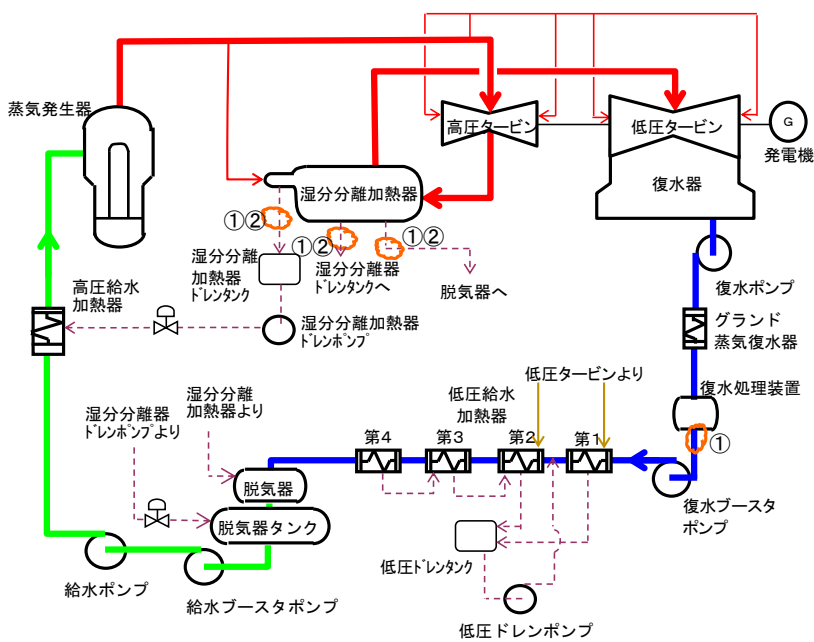 蒸気発生器
高圧タービン
低圧タービン
G
発電機
復水器
湿分分離加熱器
①②
①②
①②
湿分分離
加熱器
ドレンタンク
湿分分離器
ドレンタンクへ
脱気器へ
湿分分離加熱器
ドレンポンプ
高圧給水
加熱器
復水ポンプ
グランド
蒸気復水器
復水処理装置
①
低圧タービンより
低圧給水
加熱器
第4
第3
第2
第1
復水ブースタ
ポンプ
湿分分離器
ドレンポンプより
湿分分離
加熱器より
脱気器
脱気器タンク
給水ポンプ
給水ブースタポンプ
低圧ドレンタンク
低圧ドレンポンプ